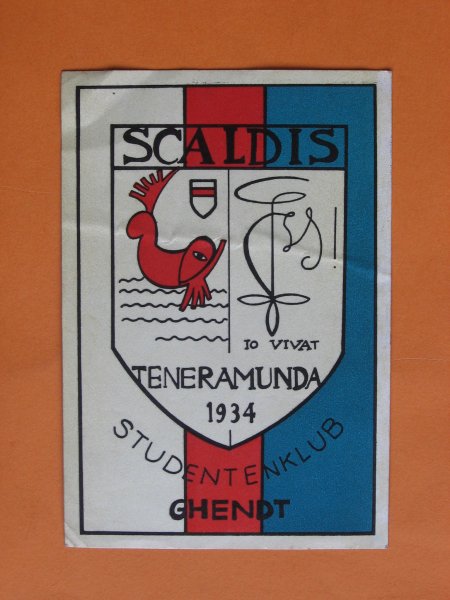 SCALDIS
IO VIVAT
TENERAMUNDA
1934
STUDENTENKLUB
GHENDT